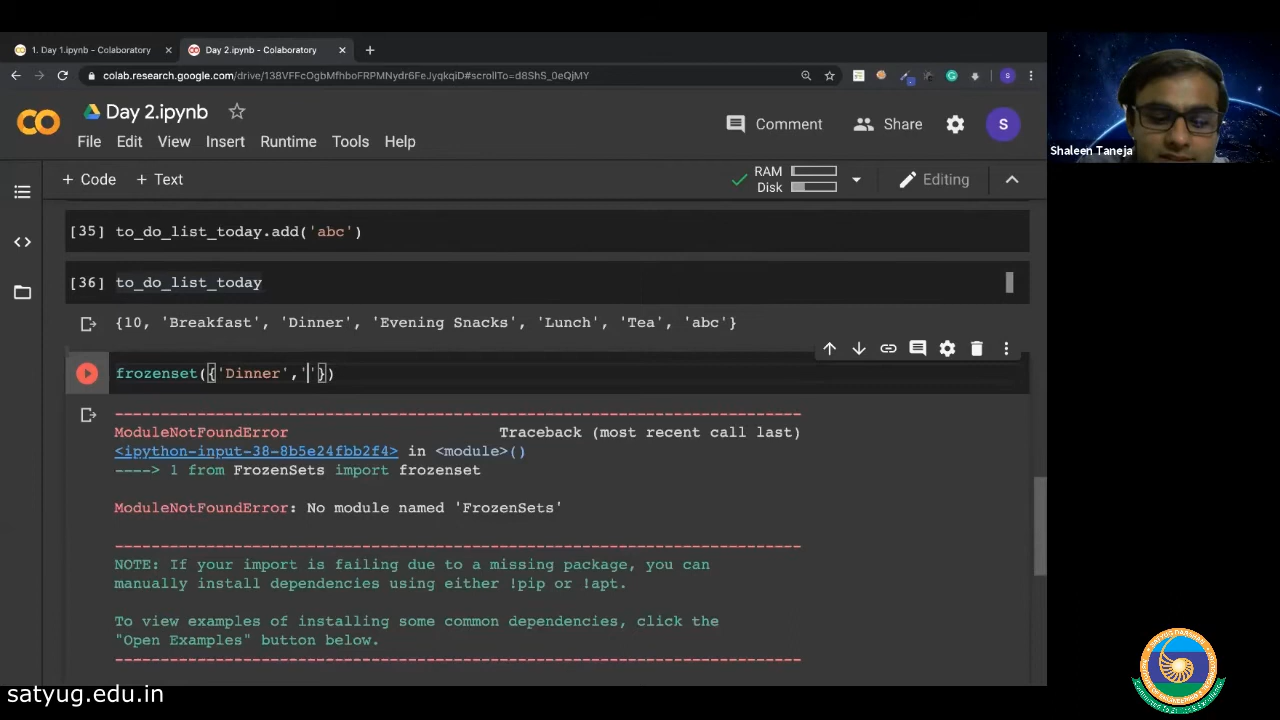 1. Day 1.ipynb - Colaboratory
Day 2.ipynb - Colaboratory
colab.research.google.com/drive/138VFFcOgbMfhboFRPMNydr6FeJyqkqiD#scrollTo=d8ShS_0eQjMY
Day 2.ipynb
Comment
Share
S
File Edit View Insert Runtime Tools Help
+ Code + Text
RAM
Disk
Editing
[35] to_do_list_today.add('abc')
[36] to_do_list_today
{10, 'Breakfast', 'Dinner', 'Evening Snacks', 'Lunch', 'Tea', 'abc'}
frozenset({'Dinner',''})
ModuleNotFoundError Traceback (most recent call last)
<ipython-input-38-8b5e24fbb2f4> in <module>()
----> 1 from FrozenSets import frozenset
ModuleNotFoundError: No module named 'FrozenSets'
NOTE: If your import is failing due to a missing package, you can
manually install dependencies using either !pip or !apt.
To view examples of installing some common dependencies, click the
"Open Examples" button below.
Shaleen Taneja
satyug.edu.in